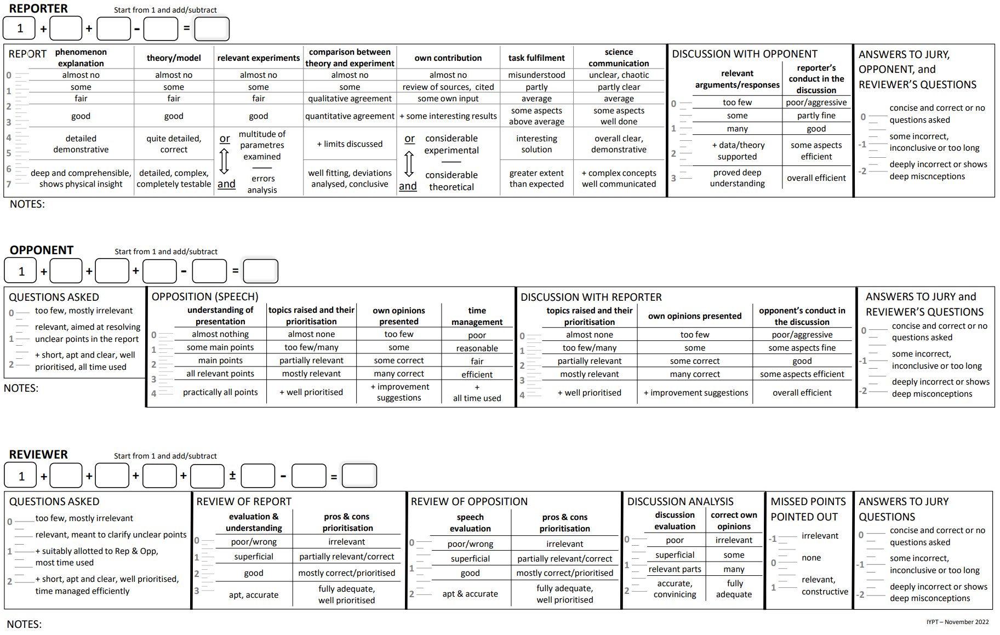 REPORTER
Start from 1 and add/subtract
1 + + - =
REPORT
phenomenon explanation
theory/model
relevant experiments
comparison between theory and experiment
own contribution
task fulfilment
science communication
0
1
2
3
4
5
6
7
almost no
almost no
almost no
almost no
almost no
misunderstood
unclear, chaotic
some
some
some
some
review of sources, cited
partly
partly clear
fair
fair
fair
qualitative agreement
some own input
average
average
good
good
good
quantitative agreement
+ some interesting results
some aspects above average
some aspects well done
detailed demonstrative
quite detailed, correct
or
multitude of parametres examined
+ limits discussed
or
considerable experimental
interesting solution
overall clear, demonstrative
deep and comprehensible, shows physical insight
detailed, complex, completely testable
and
errors analysis
well fitting, deviations analysed, conclusive
and
considerable theoretical
greater extent than expected
+ complex concepts well communicated
DISCUSSION WITH OPPONENT
relevant arguments/responses
reporter's conduct in the discussion
0
1
2
3
too few
poor/aggressive
some
partly fine
many
good
+ data/theory supported
some aspects efficient
proved deep understanding
overall efficient
ANSWERS TO JURY,
OPPONENT, and
REVIEWER'S QUESTIONS
0
concise and correct or no questions asked
-1
some incorrect, inconclusive or too long
-2
deeply incorrect or shows deep miscnceptions
NOTES:
OPPONENT
Start from 1 and add/subtract
1 + + + - =
QUESTIONS ASKED
0
too few, mostly irrelevant
1
relevant, aimed at resolving unclear points in the report
2
+ short, apt and clear, well prioritised, all time used
NOTES:
OPPOSITION (SPEECH)
understanding of presentation
topics raised and their prioritisation
own opinions presented
time management
0
1
2
3
4
almost nothing
almost none
too few
poor
some main points
too few/many
some
reasonable
main points
partially relevant
some correct
fair
all relevant points
mostly relevant
many correct
efficient
practically all points
+ well prioritised
+ improvement suggestions
+ all time used
DISCUSSION WITH REPORTER
topics raised and their prioritisation
own opinions presented
opponent's conduct in the discussion
0
1
2
3
4
almost none
too few
poor/aggressive
too few/many
some
some aspects fine
partially relevant
some correct
good
mostly relevant
many correct
some aspects efficient
+ well prioritised
+ improvement suggestions
overall efficient
ANSWERS TO JURY and
REVIEWER'S QUESTIONS
0
concise and correct or no questions asked
-1
some incorrect, inconclusive or too long
-2
deeply incorrect or shows deep misconceptions
REVIEWER
Start from 1 and add/subtract
1 + + + + ± - =
QUESTIONS ASKED
0
too few, mostly irrelevant
relevant, meant to clarify unclear points
1
+ suitably allotted to Rep & Opp, most time used
2
+ short, apt and clear, well prioritised, time managed efficiently
REVIEW OF REPORT
evaluation & understanding
pros & cons prioritisation
0
1
2
3
poor/wrong
irrelevant
superficial
partially relevant/correct
good
mostly correct/prioritised
apt, accurate
fully adequate, well prioritised
REVIEW OF OPPOSITION
speech evaluation
pros & cons prioritisation
0
1
2
poor/wrong
irrelevant
superficial
partially relevant/correct
good
mostly correct/prioritised
apt & accurate
fully adequate, well prioritised
DISCUSSION ANALYSIS
discussion evaluation
correct own opinions
0
1
2
poor
irrelevant
superficial
some
relevant parts
many
accurate, convinicing
fully adequate
MISSED POINTS
POINTED OUT
-1
irrelevant
0
none
1
relevant, constructive
ANSWERS TO JURY
QUESTIONS
0
concise and correct or no questions asked
-1
some incorrect, inconclusive or too long
-2
deeply incorrect or shows deep misconceptions
NOTES:
IYPT – November 2022